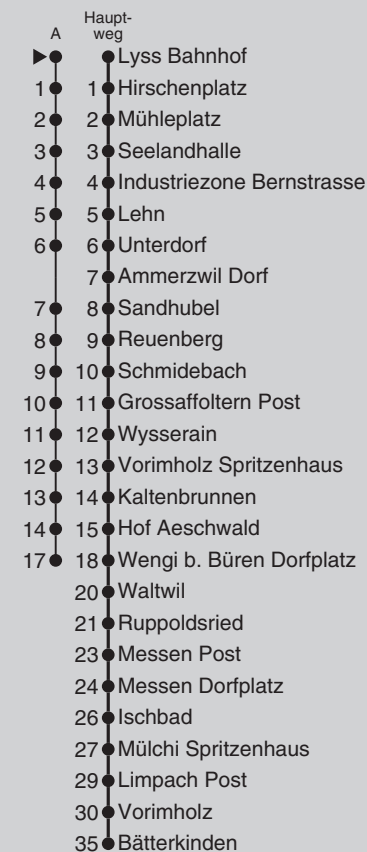 A Haupt-
weg
Lyss Bahnhof
1 1 Hirschenplatz
2 2 Mühleplatz
3 3 Seelandhalle
4 4 Industriezone Bernstrasse
5 5 Lehn
6 6 Unterdorf
7 Ammerzwil Dorf
7 8 Sandhubel
8 9 Reuenberg
9 10 Schmidebach
10 11 Grossaffoltern Post
11 12 Wysserain
12 13 Vorimholz Spritzenhaus
13 14 Kaltenbrunnen
14 15 Hof Aeschwald
17 18 Wengi b. Büren Dorfplatz
20 Waltwil
21 Ruppoldsried
23 Messen Post
24 Messen Dorfplatz
26 Ischbad
27 Mülchi Spritzenhaus
29 Limpach Post
30 Vorimholz
35 Bätterkinden